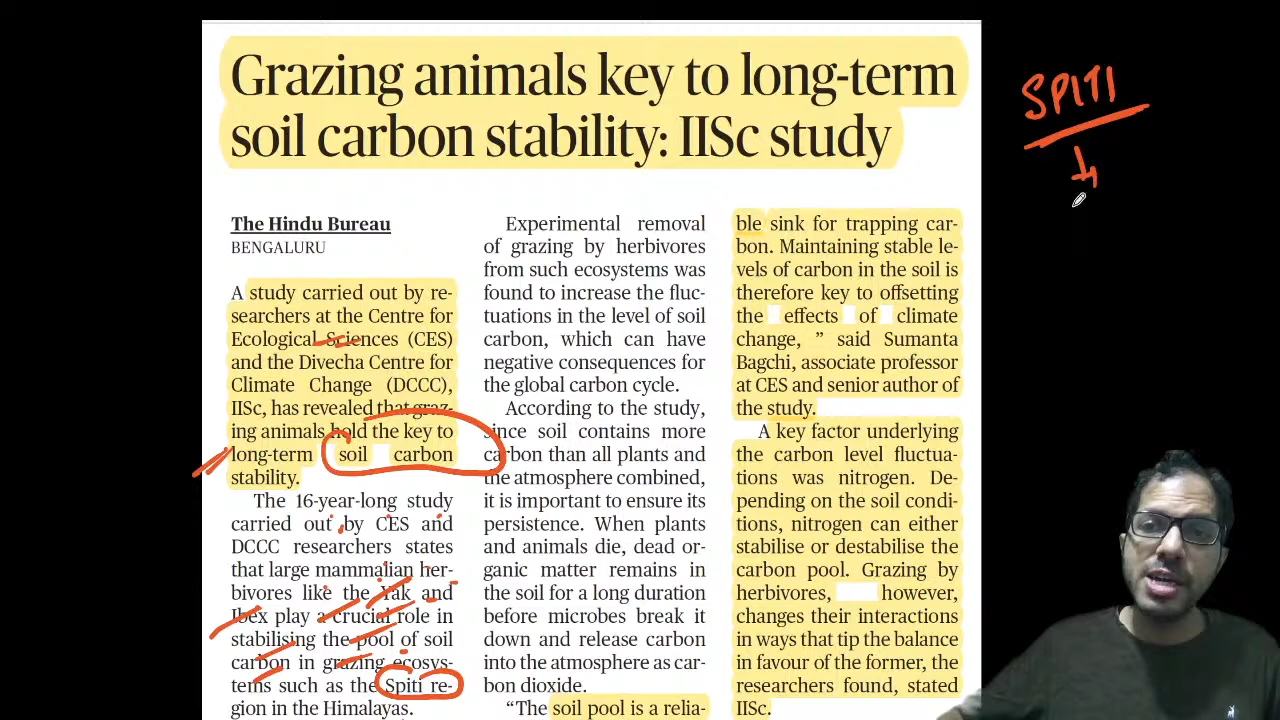 Grazing animals key to long-term
soil carbon stability: IISc study
The Hindu Bureau
BENGALURU
A study carried out by re-
searchers at the Centre for
Ecological Sciences (CES)
and the Divecha Centre for
Climate Change (DCCC),
IISc, has revealed that graz-
ing animals hold the key to
long-term soil carbon
stability.
The 16-year-long study
carried out by CES and
DCCC researchers states
that large mammalian her-
bivores like the Yak and
Ibex play a crucial role in
stabilising the pool of soil
carbon in grazing ecosys-
tems such as the Spiti re-
gion in the Himalayas.
Experimental removal
of grazing by herbivores
from such ecosystems was
found to increase the fluc-
tuations in the level of soil
carbon, which can have
negative consequences for
the global carbon cycle.
According to the study,
since soil contains more
carbon than all plants and
the atmosphere combined,
it is important to ensure its
persistence. When plants
and animals die, dead or-
ganic matter remains in
the soil for a long duration
before microbes break it
down and release carbon
into the atmosphere as car-
bon dioxide.
“The soil pool is a relia-
ble sink for trapping car-
bon. Maintaining stable le-
vels of carbon in the soil is
therefore key to offsetting
the effects of climate
change, ” said Sumanta
Bagchi, associate professor
at CES and senior author of
the study.
A key factor underlying
the carbon level fluctua-
tions was nitrogen. De-
pending on the soil condi-
tions, nitrogen can either
stabilise or destabilise the
carbon pool. Grazing by
herbivores, however,
changes their interactions
in ways that tip the balance
in favour of the former, the
researchers found, stated
IISc.
SPITI